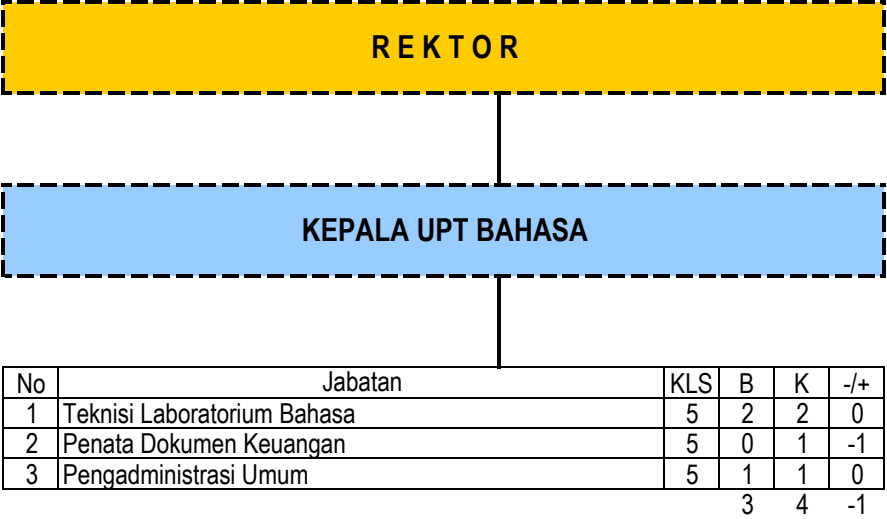 R E K T O R
KEPALA UPT BAHASA
No Jabatan KLS B K -/+
1 Teknisi Laboratorium Bahasa 5 2 2 0
2 Penata Dokumen Keuangan 5 0 1 -1
3 Pengadministrasi Umum 5 1 1 0
3 4 -1